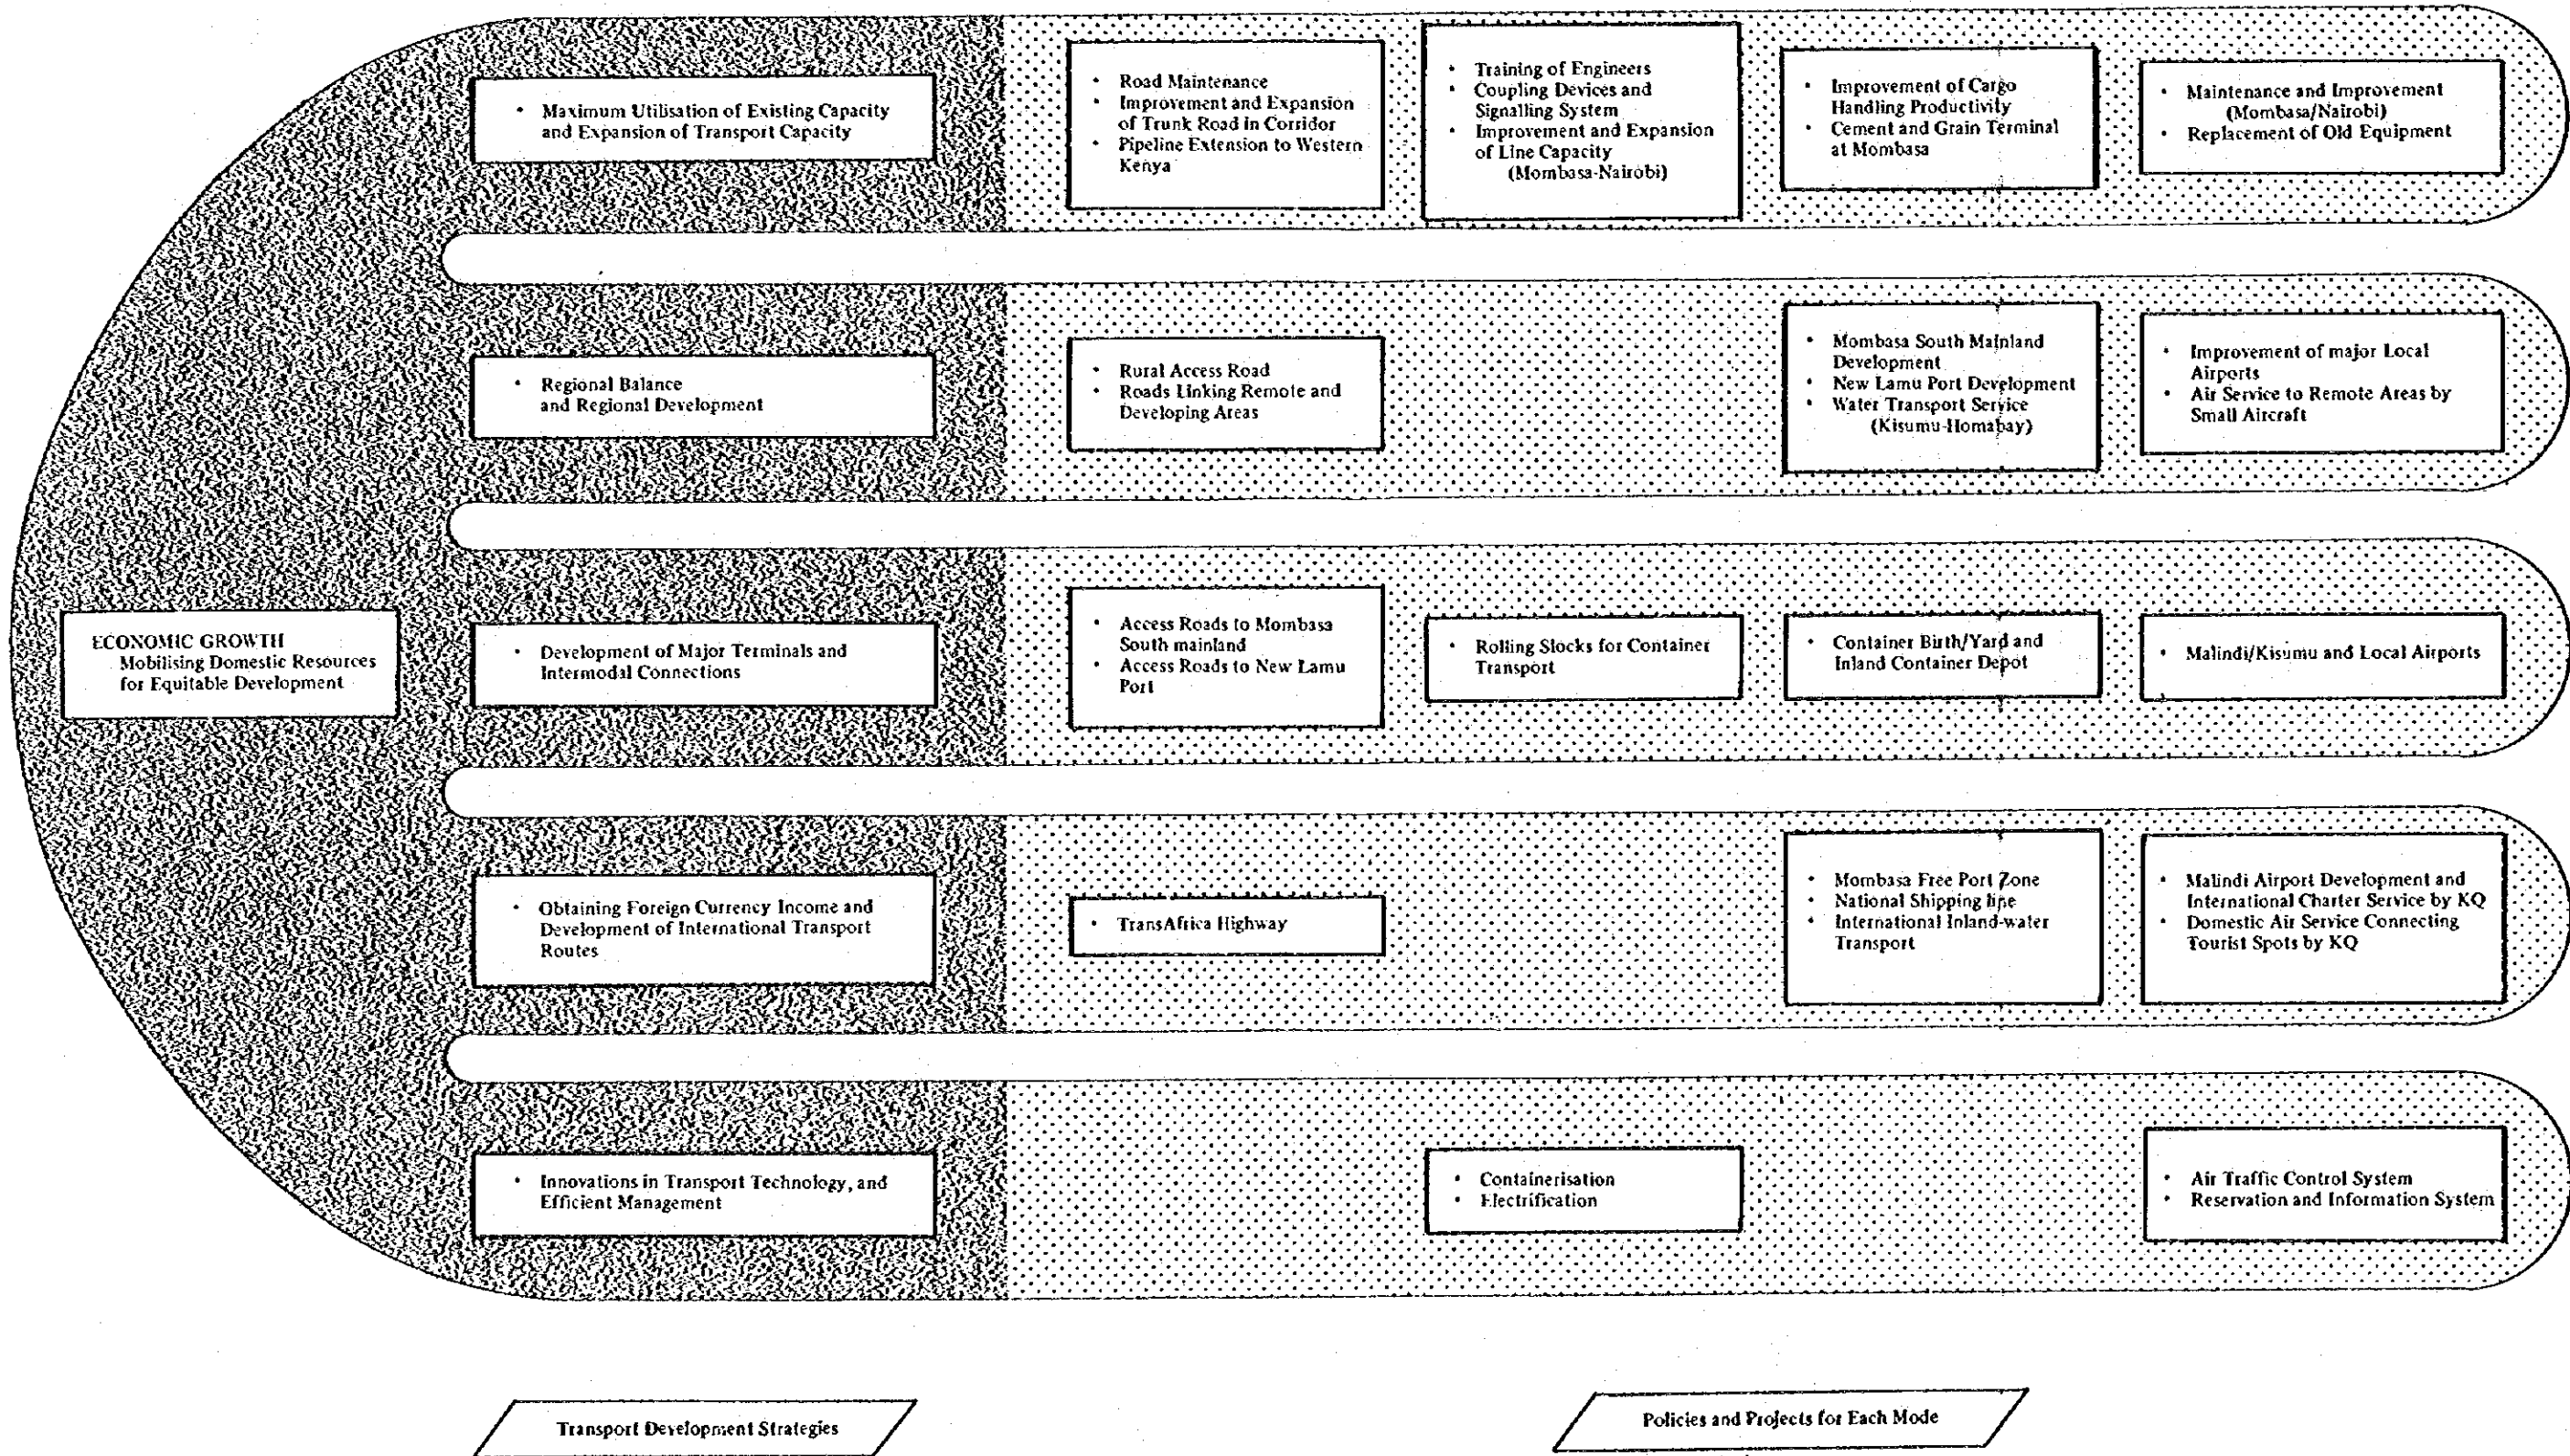 • Maximum Utilisation of Existing Capacity
and Expansion of Transport Capacity
• Road Maintenance
• Improvement and Expansion
of Trunk Road in Corridor
• Pipeline Extension to Western
Kenya
• Training of Engineers
• Coupling Devices and
Signalling System
• Improvement and Expansion
of Line Capacity
(Mombasa-Nairobi)
• Improvement of Cargo
Handling Productivity
• Cement and Grain Terminal
at Mombasa
• Maintenance and Improvement
(Mombasa/Nairobi)
• Replacement of Old Equipment
• Regional Balance
and Regional Development
• Rural Access Road
• Roads Linking Remote and
Developing Areas
• Mombasa South Mainland
Development
• New Lamu Port Development
• Water Transport Service
(Kisumu-Homabay)
• Improvement of major Local
Airports
• Air Service to Remote Areas by
Small Aircraft
ECONOMIC GROWTH
Mobilising Domestic Resources
for Equitable Development
• Development of Major Terminals and
Intermodal Connections
• Access Roads to Mombasa
South mainland
• Access Roads to New Lamu
Port
• Rolling Slocks for Container
Transport
• Container Birth/Yard and
Inland Container Depot
• Malindi/Kisumu and Local Airports
• Obtaining Foreign Currency Income and
Development of International Transport
Routes
• TransAfrica Highway
• Mombasa Free Port Zone
• National Shipping line
• International Inland-water
Transport
• Malindi Airport Development and
International Charter Service by KQ
• Domestic Air Service Connecting
Tourist Spots by KQ
• Innovations in Transport Technology, and
Efficient Management
• Containerisation
• Electrification
• Air Traffic Control System
• Reservation and Information System
Transport Development Strategies
Policies and Projects for Each Mode